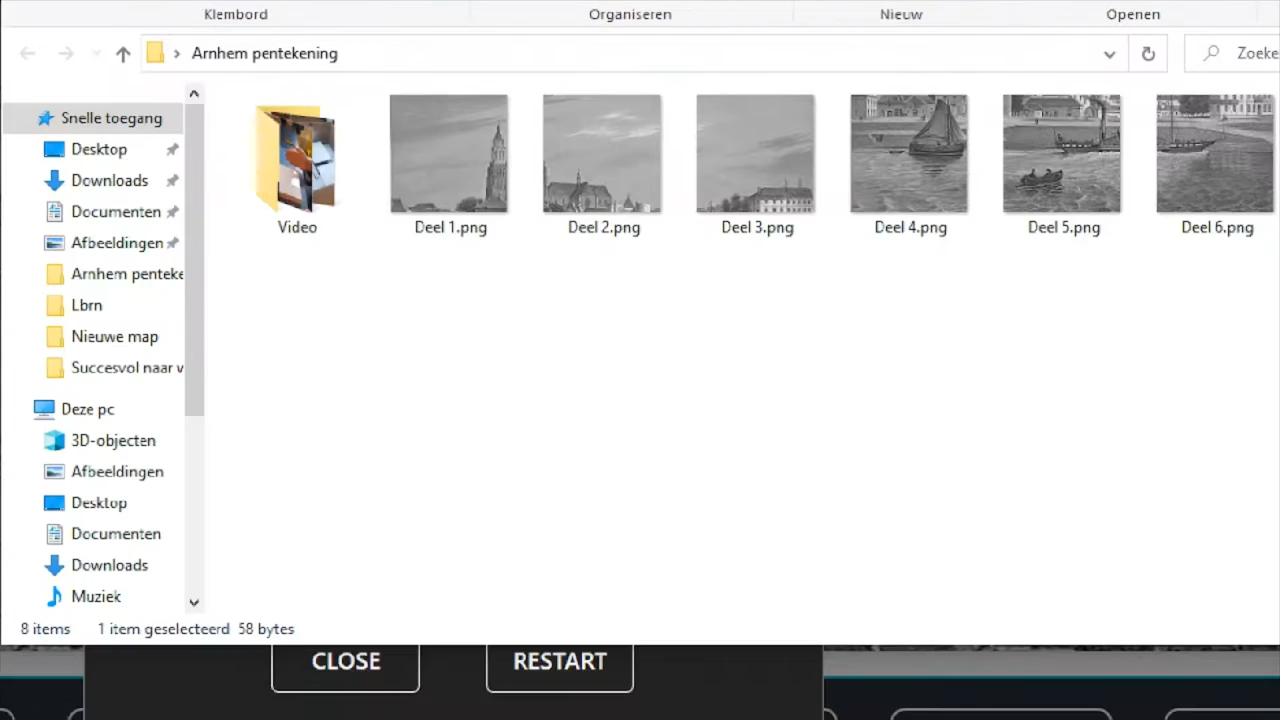 Klembord Organiseren Nieuw Openen
Arnhem pentekening Zoeke
Snelle toegang
Desktop
Downloads
Documenten
Afbeeldingen
Arnhem penteke
Lbrn
Nieuwe map
Succesvol naar v
Deze pc
3D-objecten
Afbeeldingen
Desktop
Documenten
Downloads
Muziek
Video Deel 1.png Deel 2.png Deel 3.png Deel 4.png Deel 5.png Deel 6.png
8 items 1 item geselecteerd 58 bytes
CLOSE RESTART